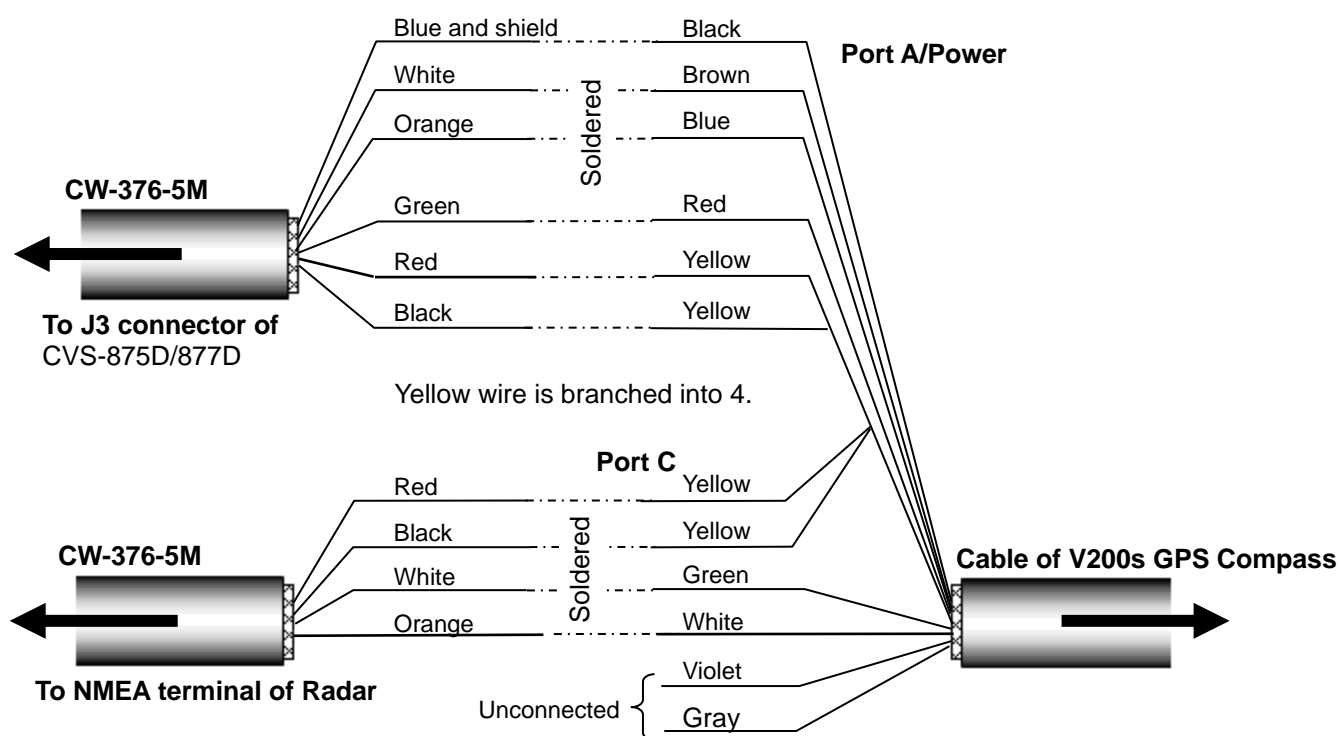 Blue and shield Black
Port A/Power
White Brown
Orange Blue
Soldered
CW-376-5M
Green Red
Red Yellow
Black Yellow
To J3 connector of
CVS-875D/877D
Yellow wire is branched into 4.
Port C
Red Yellow
Black Yellow
Soldered
CW-376-5M
Cable of V200s GPS Compass
White Green
Orange White
To NMEA terminal of Radar
Violet
Unconnected
Gray